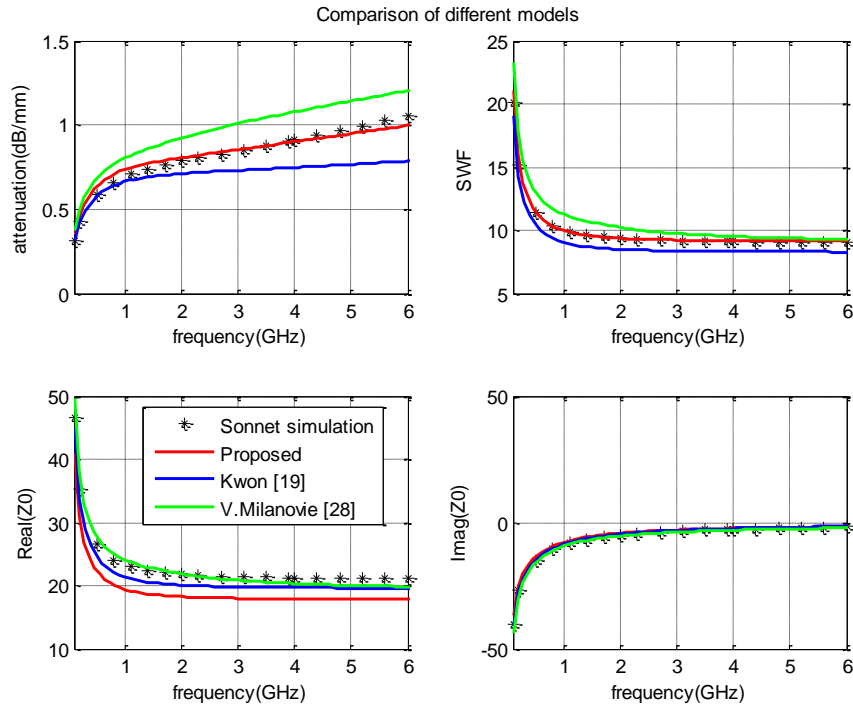 Comparison of different models
1.5
1
0.5
0
attenuation(dB/mm)
1 2 3 4 5 6
frequency(GHz)
25
20
15
10
5
SWF
1 2 3 4 5 6
frequency(GHz)
50
40
30
20
10
Real(Z0)
Sonnet simulation
Proposed
Kwon [19]
V.Milanovie [28]
1 2 3 4 5 6
frequency(GHz)
50
0
-50
Imag(Z0)
1 2 3 4 5 6
frequency(GHz)